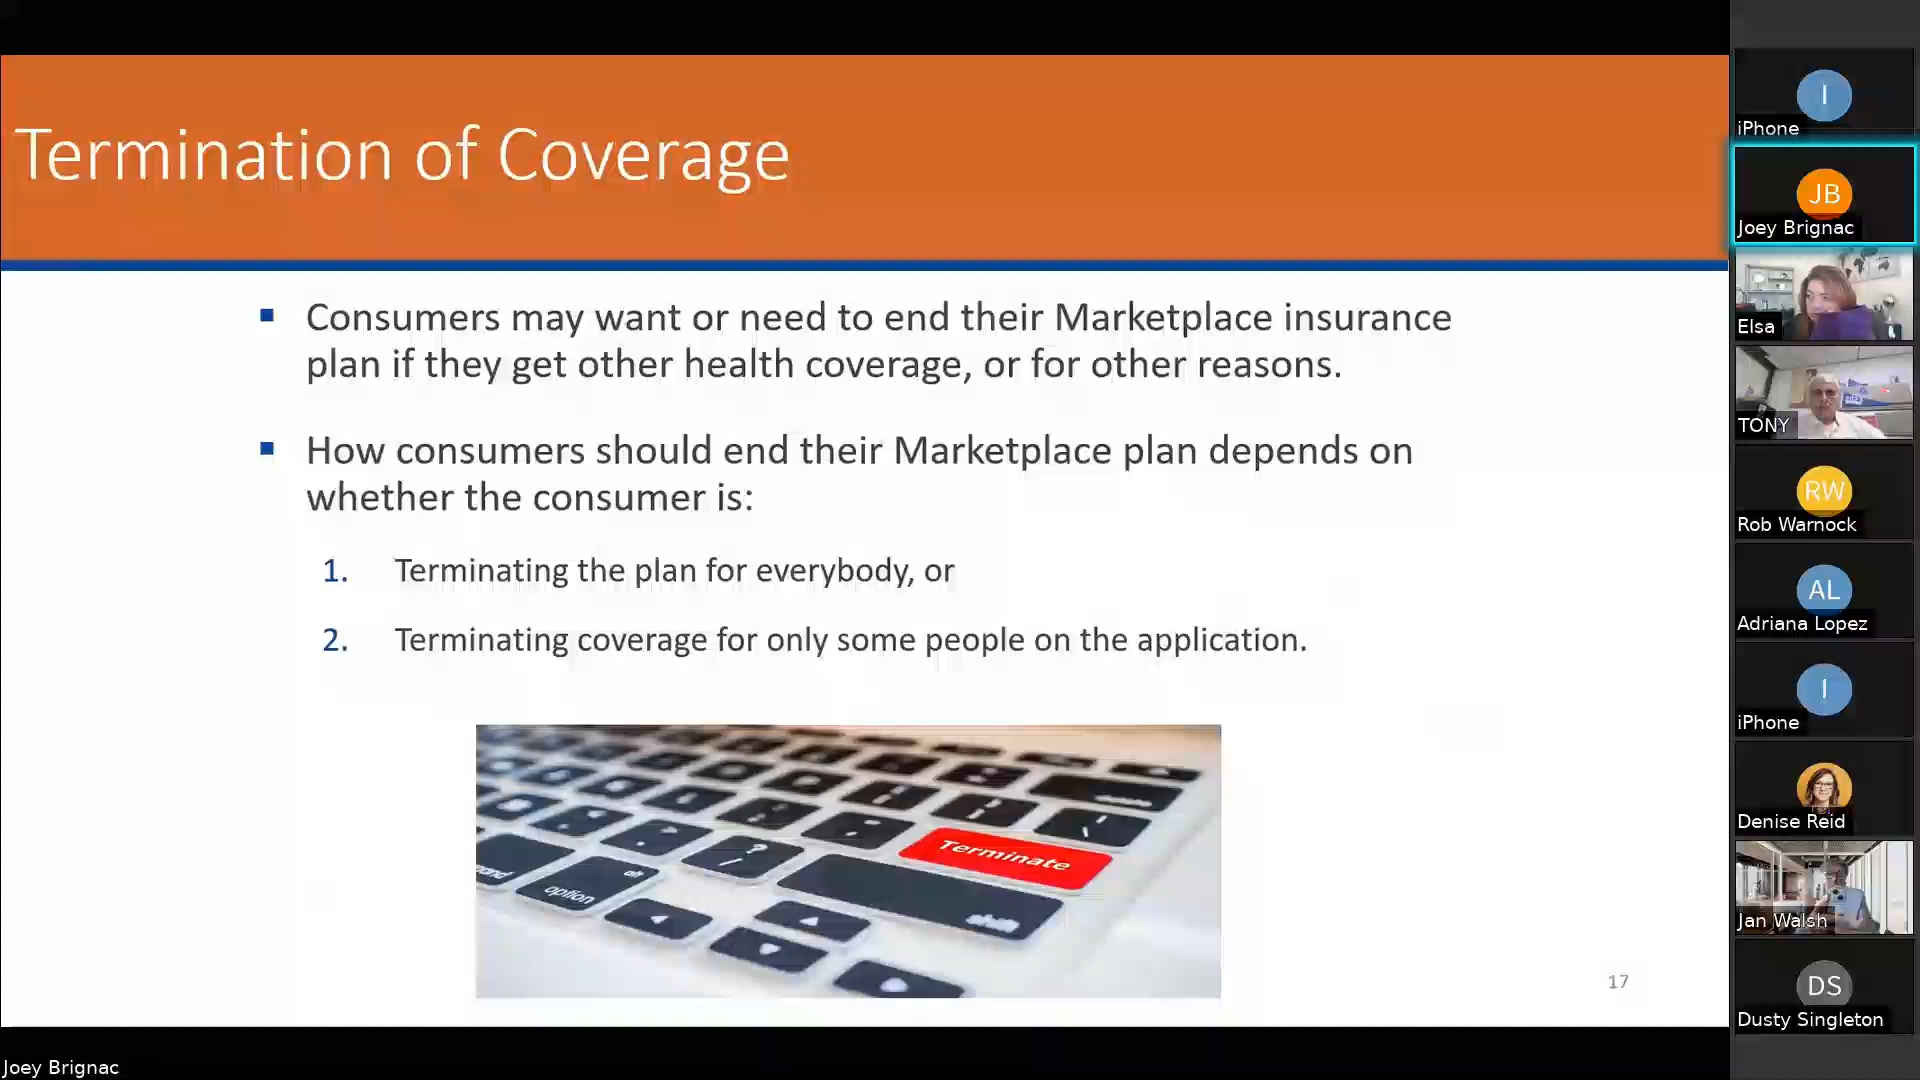 Termination of Coverage
Consumers may want or need to end their Marketplace insurance
plan if they get other health coverage, or for other reasons.
How consumers should end their Marketplace plan depends on
whether the consumer is:
1. Terminating the plan for everybody, or
2. Terminating coverage for only some people on the application.
Terminate
alt
option
shift
17
I
iPhone
JB
Joey Brignac
Elsa
TONY
RW
Rob Warnock
AL
Adriana Lopez
I
iPhone
Denise Reid
Jan Walsh
DS
Dusty Singleton
Joey Brignac